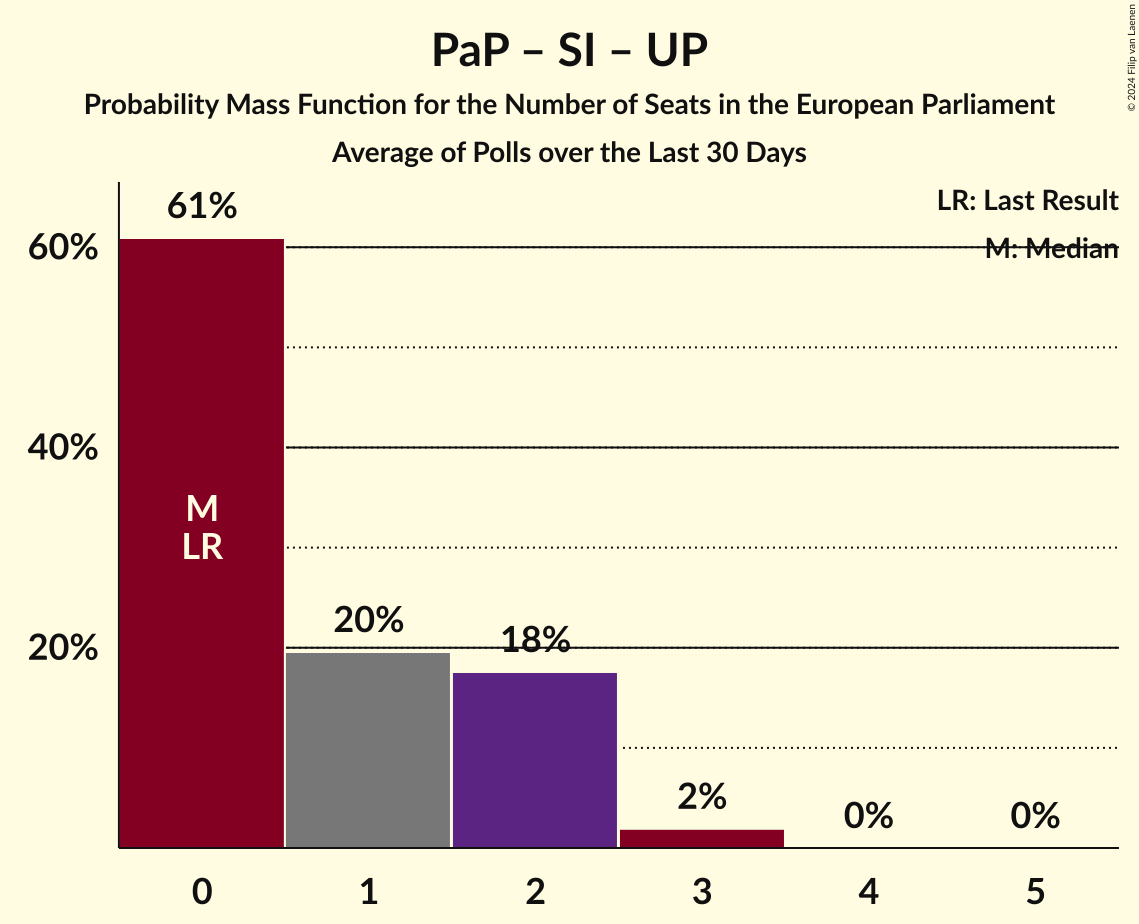 PaP – SI – UP
Probability Mass Function for the Number of Seats in the European Parliament
Average of Polls over the Last 30 Days
© 2024 Filip van Laenen
LR: Last Result
M: Median
61%
60%
40%
M
LR
20%
18%
20%
2%
0%
0%
0
1
2
3
4
5